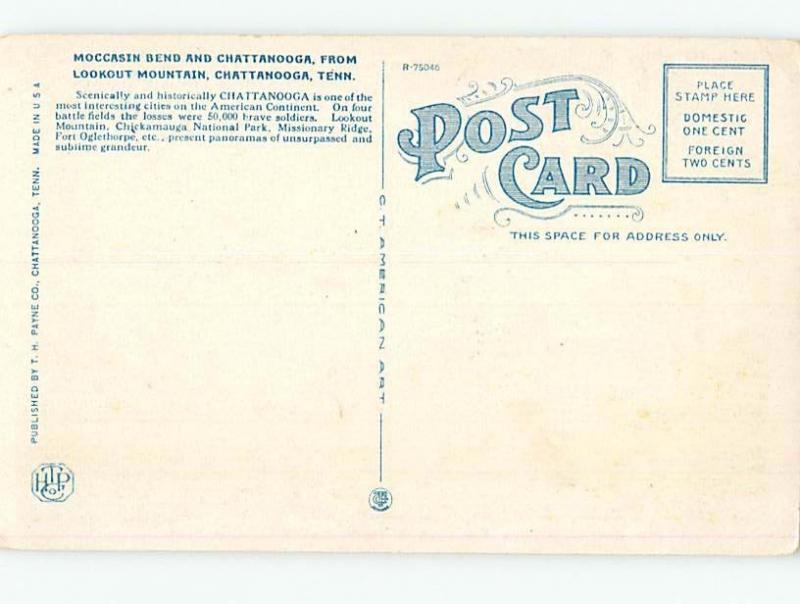 MOCCASIN BEND AND CHATTANOOGA, FROM
LOOKOUT MOUNTAIN, CHATTANOOGA, TENN.
Scenically and historically CHATTANOOGA is one of the
most interesting cities on the American Continent. On four
battle fields the losses were 50,000 brave soldiers. Lookout
Mountain, Chickamauga National Park, Missionary Ridge,
Fort Oglethorpe, etc., present panoramas of unsurpassed and
sublime grandeur.
PUBLISHED BY T. H. PAYNE CO., CHATTANOOGA, TENN. MADE IN U S A
C. T. AMERICAN ART
R-75046
POST
CARD
THIS SPACE FOR ADDRESS ONLY.
PLACE
STAMP HERE
DOMESTIC
ONE CENT
FOREIGN
TWO CENTS